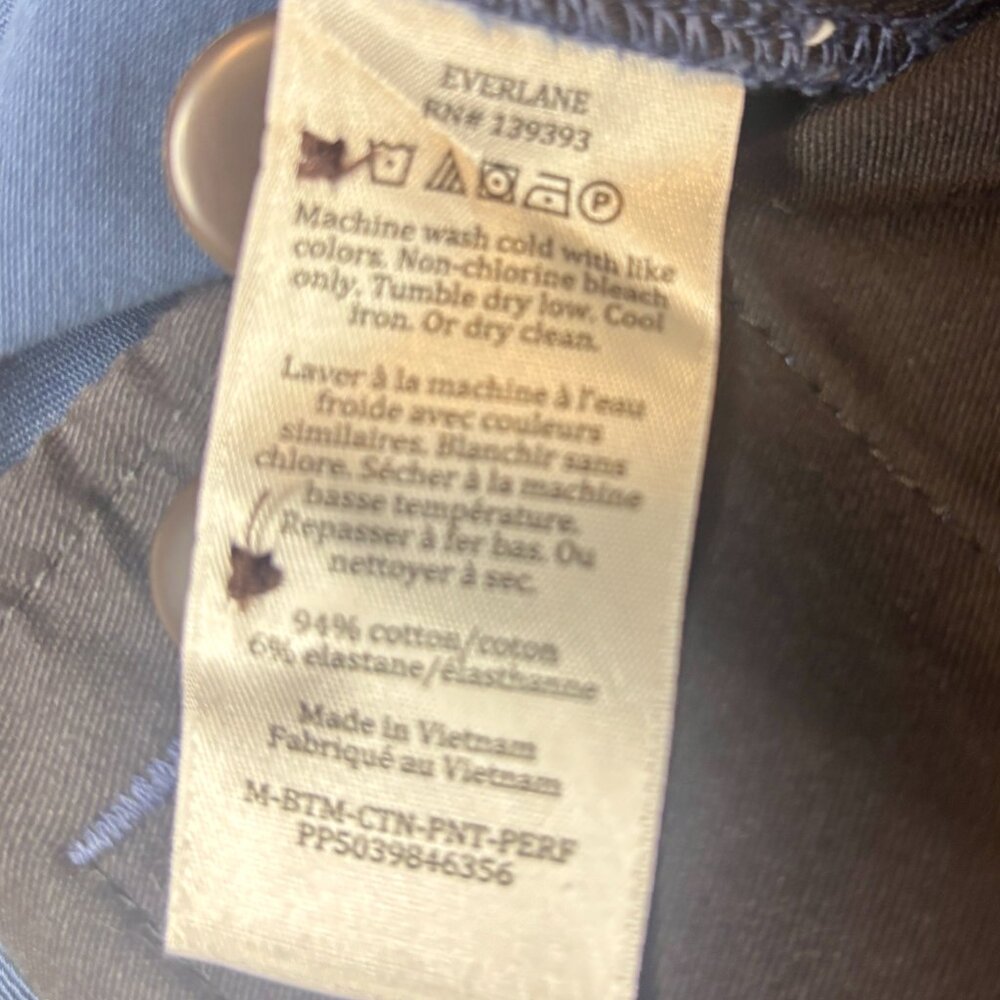 EVERLANE
RN# 139393
P
Machine wash cold with like
colors. Non-chlorine bleach
only. Tumble dry low. Cool
iron. Or dry clean.
Laver à la machine à l'eau
froide avec couleurs
similaires. Blanchir sans
chlore. Sécher à la machine
basse température.
Repasser à fer bas. Ou
nettoyer à sec.
94% cotton/coton
6% elastane/élasthanne
Made in Vietnam
Fabriqué au Vietnam
M-BTM-CTN-PNT-PERF
PP5039846356